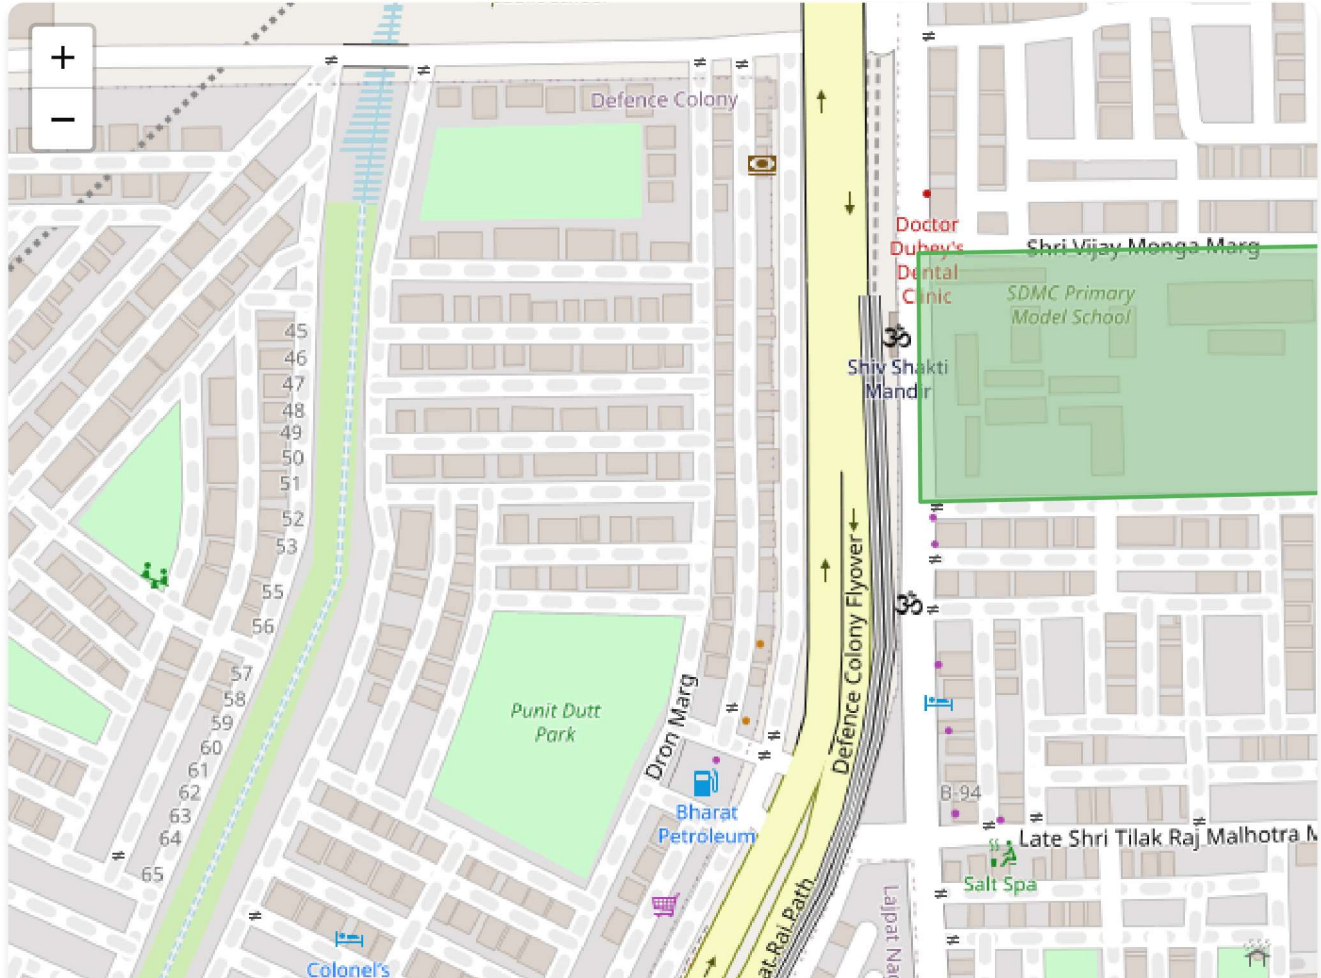 +
−
Defence Colony
Doctor
Dubey's
Dental
Clinic
Shri Vijay Monga Marg
SDMC Primary
Model School
Shiv Shakti
Mandir
45
46
47
48
49
50
51
52
53
55
56
57
58
59
60
61
62
63
64
65
Defence Colony Flyover
Punit Dutt
Park
Dron Marg
Bharat
Petroleum
B-94
Late Shri Tilak Raj Malhotra M
Salt Spa
at-Rai-Path
Lajpat Na
Colonel's